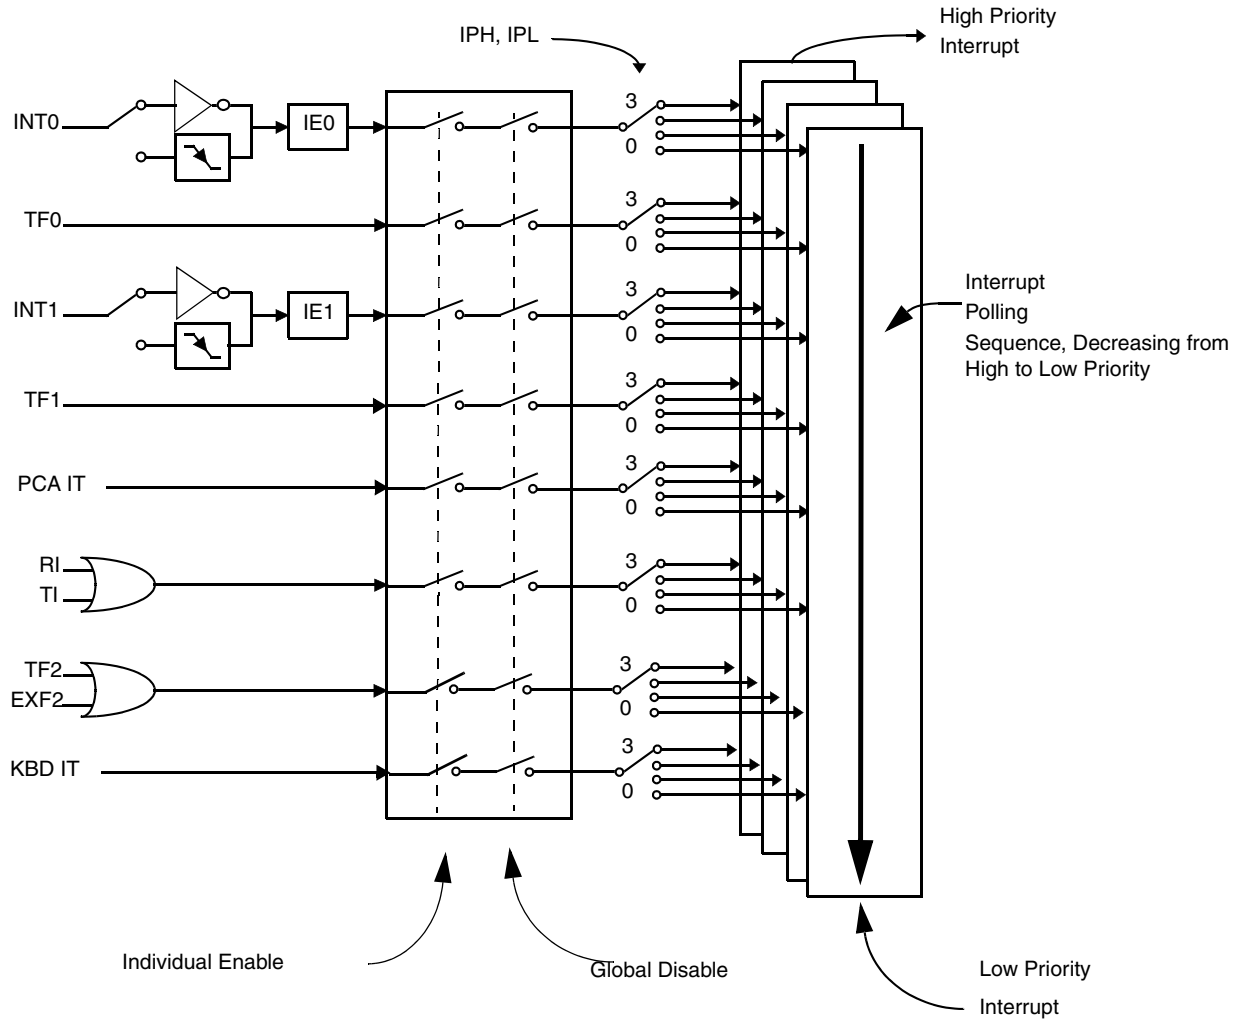 High Priority
Interrupt
IPH, IPL
3
INT0
IE0
0
3
TF0
0
Interrupt
Polling
Sequence, Decreasing from
High to Low Priority
3
INT1
IE1
0
3
TF1
0
3
PCA IT
0
3
RI
TI
0
3
TF2
EXF2
0
3
KBD IT
0
Individual Enable
Global Disable
Low Priority
Interrupt